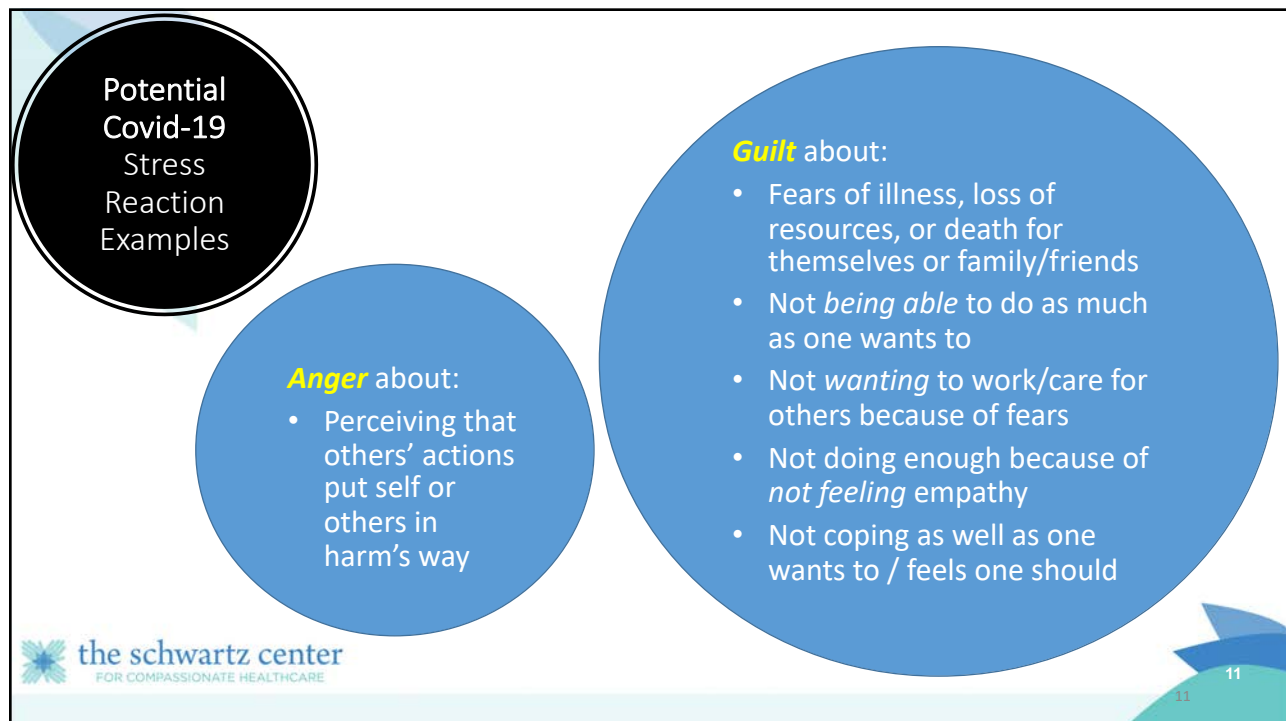 Potential
Covid-19
Stress
Reaction
Examples
Anger about:
• Perceiving that
others’ actions
put self or
others in
harm’s way
Guilt about:
• Fears of illness, loss of
resources, or death for
themselves or family/friends
• Not being able to do as much
as one wants to
• Not wanting to work/care for
others because of fears
• Not doing enough because of
not feeling empathy
• Not coping as well as one
wants to / feels one should
the schwartz center
FOR COMPASSIONATE HEALTHCARE
11
11